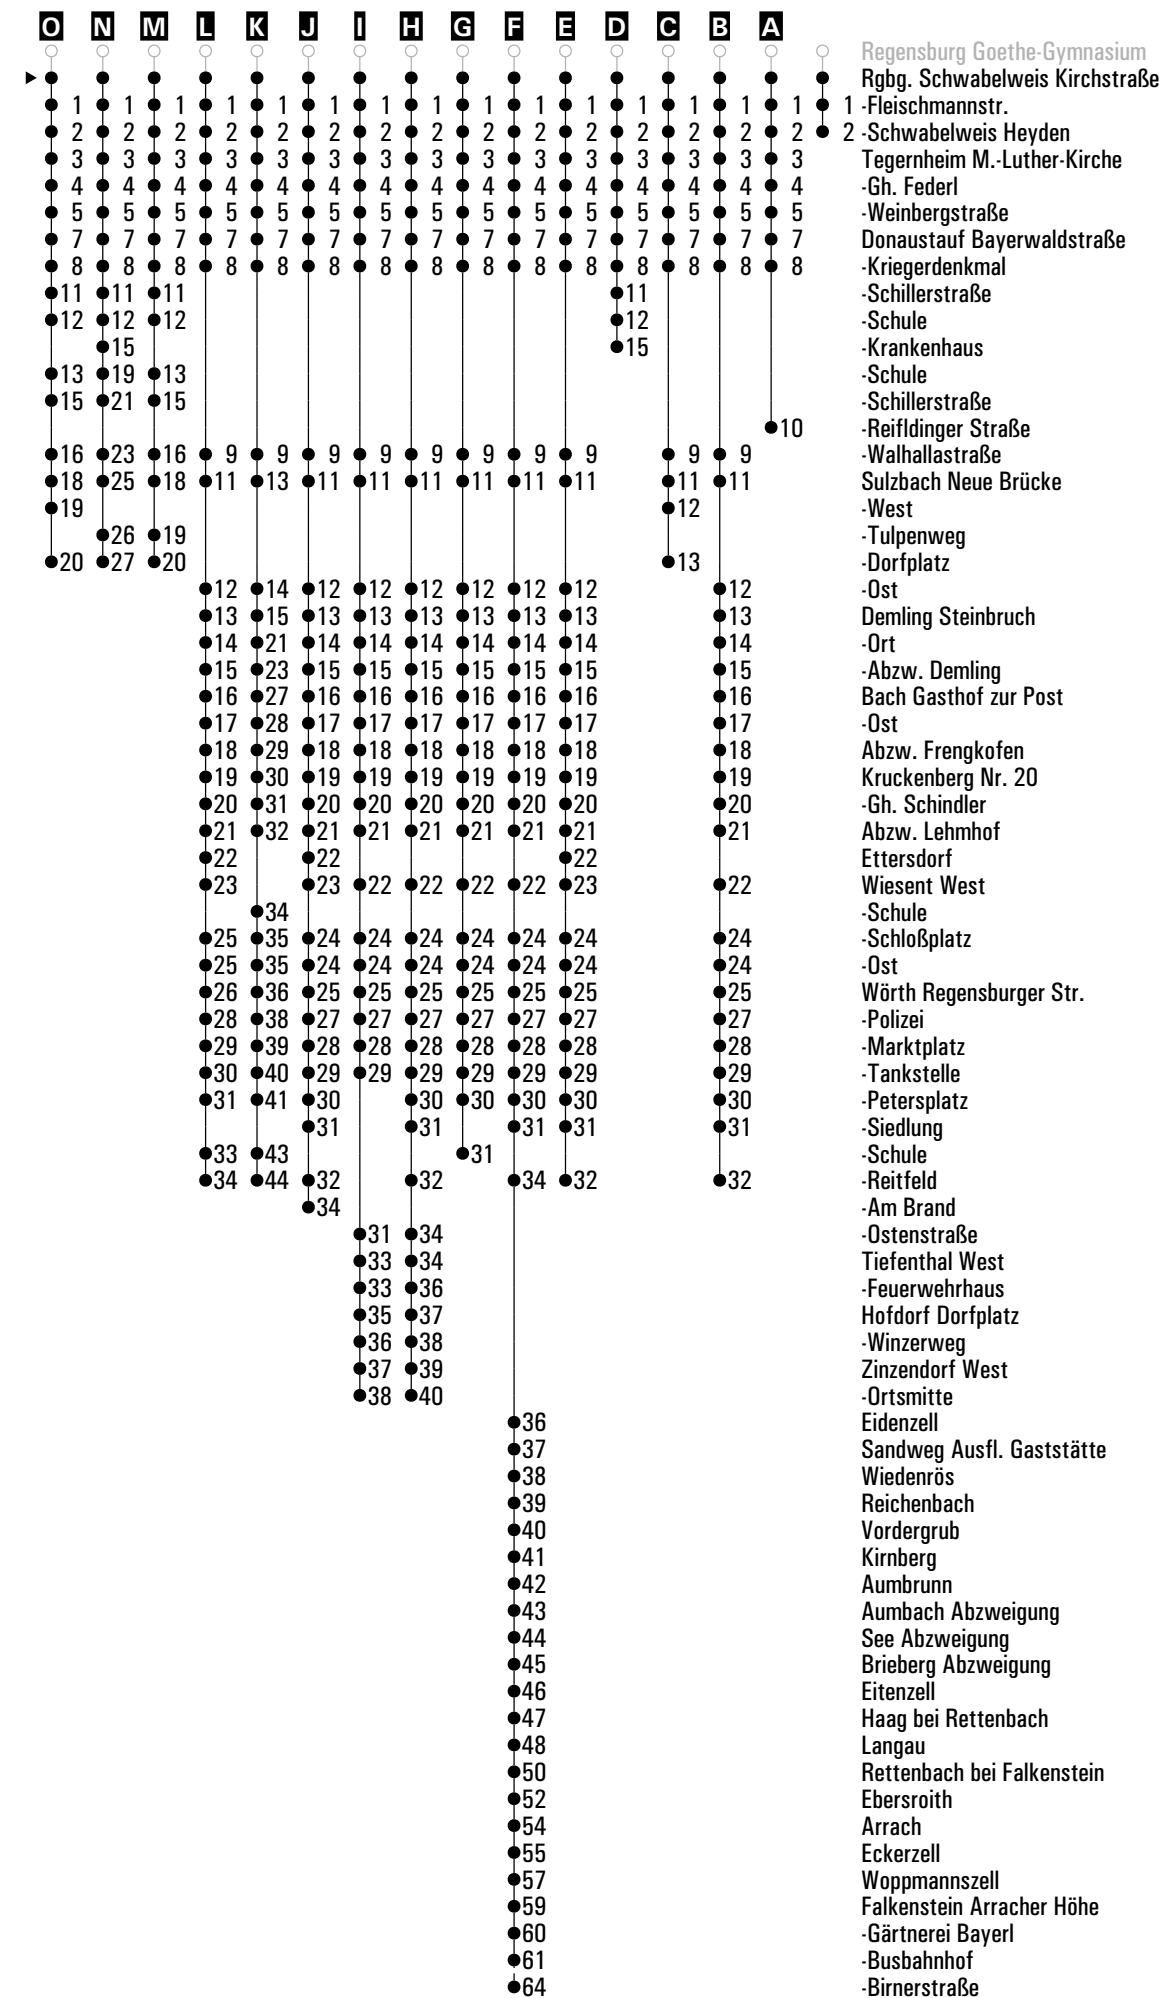 O N M L K J I H G F E D C B A
Regensburg Goethe-Gymnasium
Rgbg. Schwabelweis Kirchstraße
1 1 1 1 1 1 1 1 1 1 1 1 1 1 1 1 -Fleischmannstr.
2 2 2 2 2 2 2 2 2 2 2 2 2 2 2 2 -Schwabelweis Heyden
3 3 3 3 3 3 3 3 3 3 3 3 3 3 3 Tegernheim M.-Luther-Kirche
4 4 4 4 4 4 4 4 4 4 4 4 4 4 4 -Gh. Federl
5 5 5 5 5 5 5 5 5 5 5 5 5 5 5 -Weinbergstraße
7 7 7 7 7 7 7 7 7 7 7 7 7 7 7 Donaustauf Bayerwaldstraße
8 8 8 8 8 8 8 8 8 8 8 8 8 8 8 -Kriegerdenkmal
11 11 11 11 -Schillerstraße
12 12 12 12 -Schule
15 15 -Krankenhaus
13 19 13 -Schule
15 21 15 -Schillerstraße
10 -Reifldinger Straße
16 23 16 9 9 9 9 9 9 9 9 9 9 -Walhallastraße
18 25 18 11 13 11 11 11 11 11 11 11 11 Sulzbach Neue Brücke
19 12 -West
26 19 -Tulpenweg
20 27 20 13 -Dorfplatz
12 14 12 12 12 12 12 12 12 -Ost
13 15 13 13 13 13 13 13 13 Demling Steinbruch
14 21 14 14 14 14 14 14 14 -Ort
15 23 15 15 15 15 15 15 15 -Abzw. Demling
16 27 16 16 16 16 16 16 16 Bach Gasthof zur Post
17 28 17 17 17 17 17 17 17 -Ost
18 29 18 18 18 18 18 18 18 Abzw. Frengkofen
19 30 19 19 19 19 19 19 19 Kruckenberg Nr. 20
20 31 20 20 20 20 20 20 20 -Gh. Schindler
21 32 21 21 21 21 21 21 21 Abzw. Lehmhof
22 22 22 Ettersdorf
23 23 22 22 22 22 23 22 Wiesent West
34 -Schule
25 35 24 24 24 24 24 24 24 -Schloßplatz
25 35 24 24 24 24 24 24 24 -Ost
26 36 25 25 25 25 25 25 25 Wörth Regensburger Str.
28 38 27 27 27 27 27 27 27 -Polizei
29 39 28 28 28 28 28 28 28 -Marktplatz
30 40 29 29 29 29 29 29 29 -Tankstelle
31 41 30 30 30 30 30 30 -Petersplatz
31 31 31 31 31 -Siedlung
33 43 31 -Schule
34 44 32 32 34 32 32 -Reitfeld
34 -Am Brand
31 34 -Ostenstraße
33 34 Tiefenthal West
33 36 -Feuerwehrhaus
35 37 Hofdorf Dorfplatz
36 38 -Winzerweg
37 39 Zinzendorf West
38 40 -Ortsmitte
36 Eidenzell
37 Sandweg Ausfl. Gaststätte
38 Wiedenrös
39 Reichenbach
40 Vordergrub
41 Kirnberg
42 Aumbrunn
43 Aumbach Abzweigung
44 See Abzweigung
45 Brieberg Abzweigung
46 Eitenzell
47 Haag bei Rettenbach
48 Langau
50 Rettenbach bei Falkenstein
52 Ebersroith
54 Arrach
55 Eckerzell
57 Woppmannszell
59 Falkenstein Arracher Höhe
60 -Gärtnerei Bayerl
61 -Busbahnhof
64 -Birnerstraße